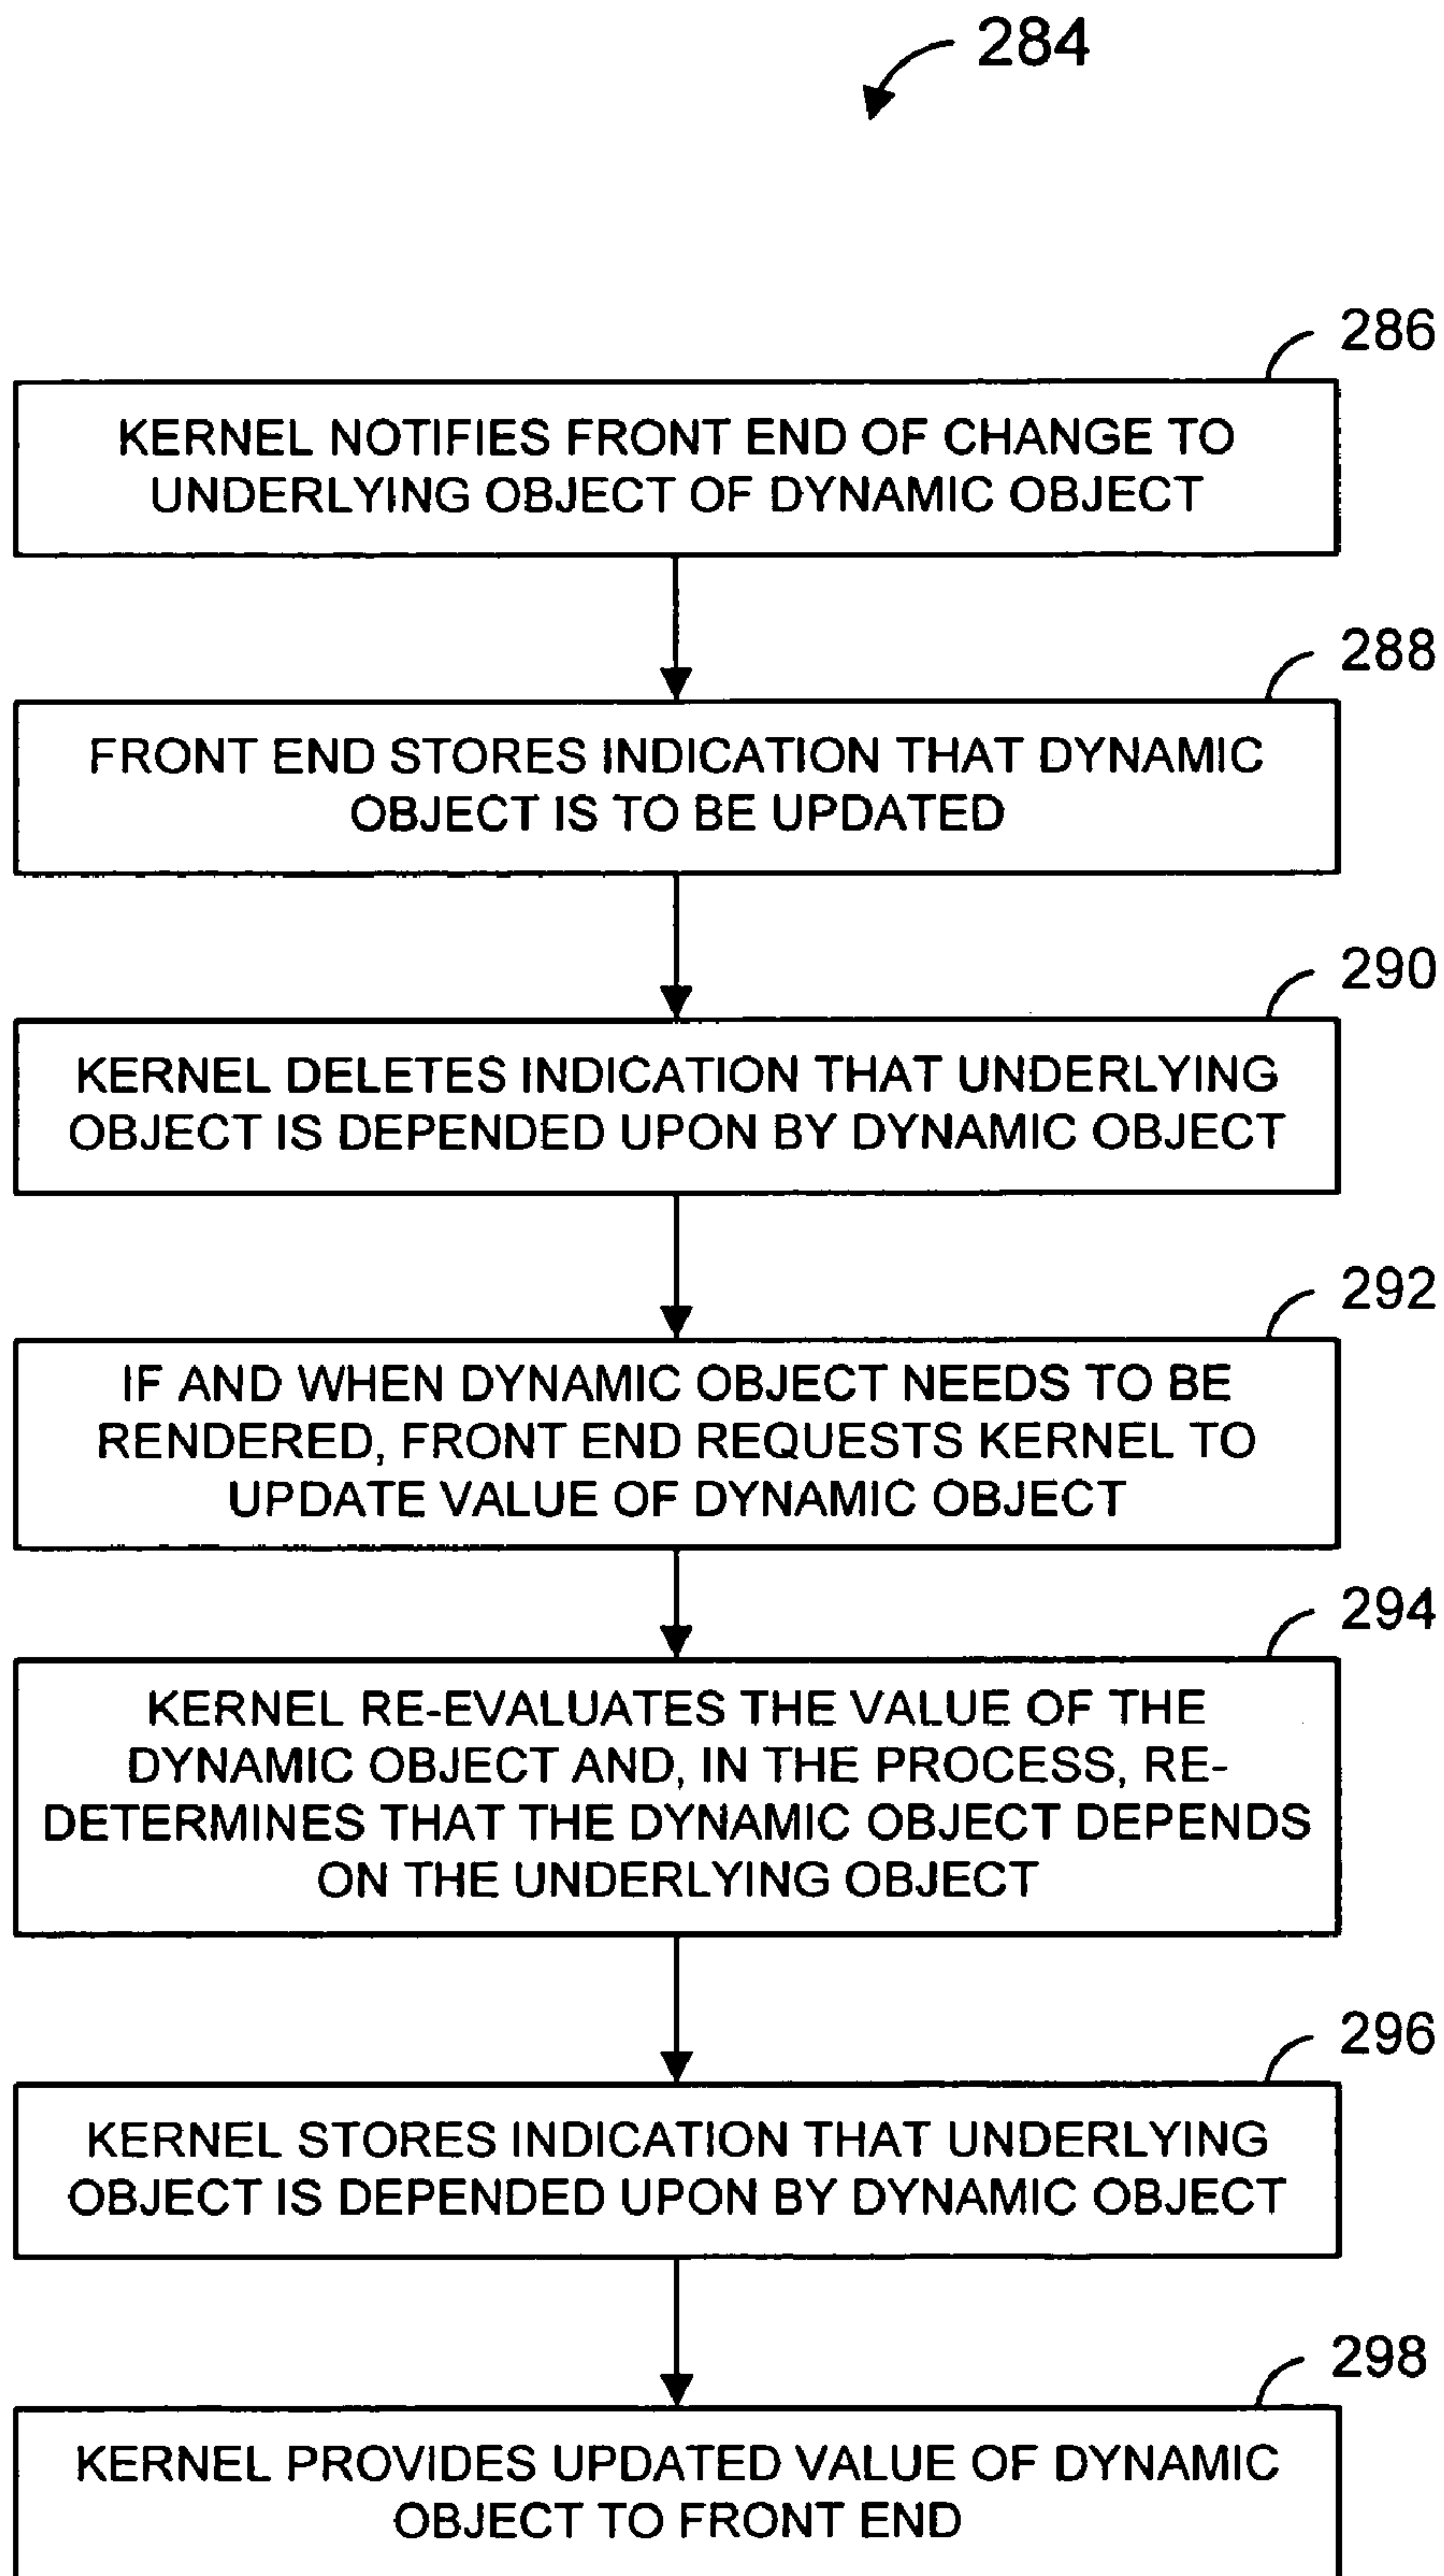 284
286
KERNEL NOTIFIES FRONT END OF CHANGE TO
UNDERLYING OBJECT OF DYNAMIC OBJECT
288
FRONT END STORES INDICATION THAT DYNAMIC
OBJECT IS TO BE UPDATED
290
KERNEL DELETES INDICATION THAT UNDERLYING
OBJECT IS DEPENDED UPON BY DYNAMIC OBJECT
292
IF AND WHEN DYNAMIC OBJECT NEEDS TO BE
RENDERED, FRONT END REQUESTS KERNEL TO
UPDATE VALUE OF DYNAMIC OBJECT
294
KERNEL RE-EVALUATES THE VALUE OF THE
DYNAMIC OBJECT AND, IN THE PROCESS, RE-
DETERMINES THAT THE DYNAMIC OBJECT DEPENDS
ON THE UNDERLYING OBJECT
296
KERNEL STORES INDICATION THAT UNDERLYING
OBJECT IS DEPENDED UPON BY DYNAMIC OBJECT
298
KERNEL PROVIDES UPDATED VALUE OF DYNAMIC
OBJECT TO FRONT END